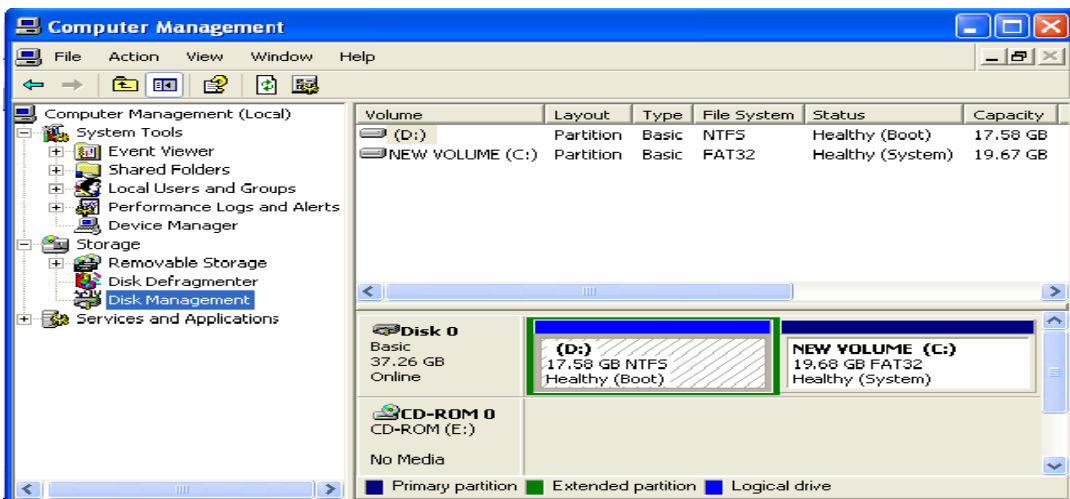 Computer Management
File Action View Window Help
Computer Management (Local)
System Tools
Event Viewer
Shared Folders
Local Users and Groups
Performance Logs and Alerts
Device Manager
Storage
Removable Storage
Disk Defragmenter
Disk Management
Services and Applications
Volume Layout Type File System Status Capacity
(D:) Partition Basic NTFS Healthy (Boot) 17.58 GB
NEW VOLUME (C:) Partition Basic FAT32 Healthy (System) 19.67 GB
Disk 0
Basic
37.26 GB
Online
(D:)
17.58 GB NTFS
Healthy (Boot)
NEW VOLUME (C:)
19.68 GB FAT32
Healthy (System)
CD-ROM 0
CD-ROM (E:)
No Media
Primary partition Extended partition Logical drive